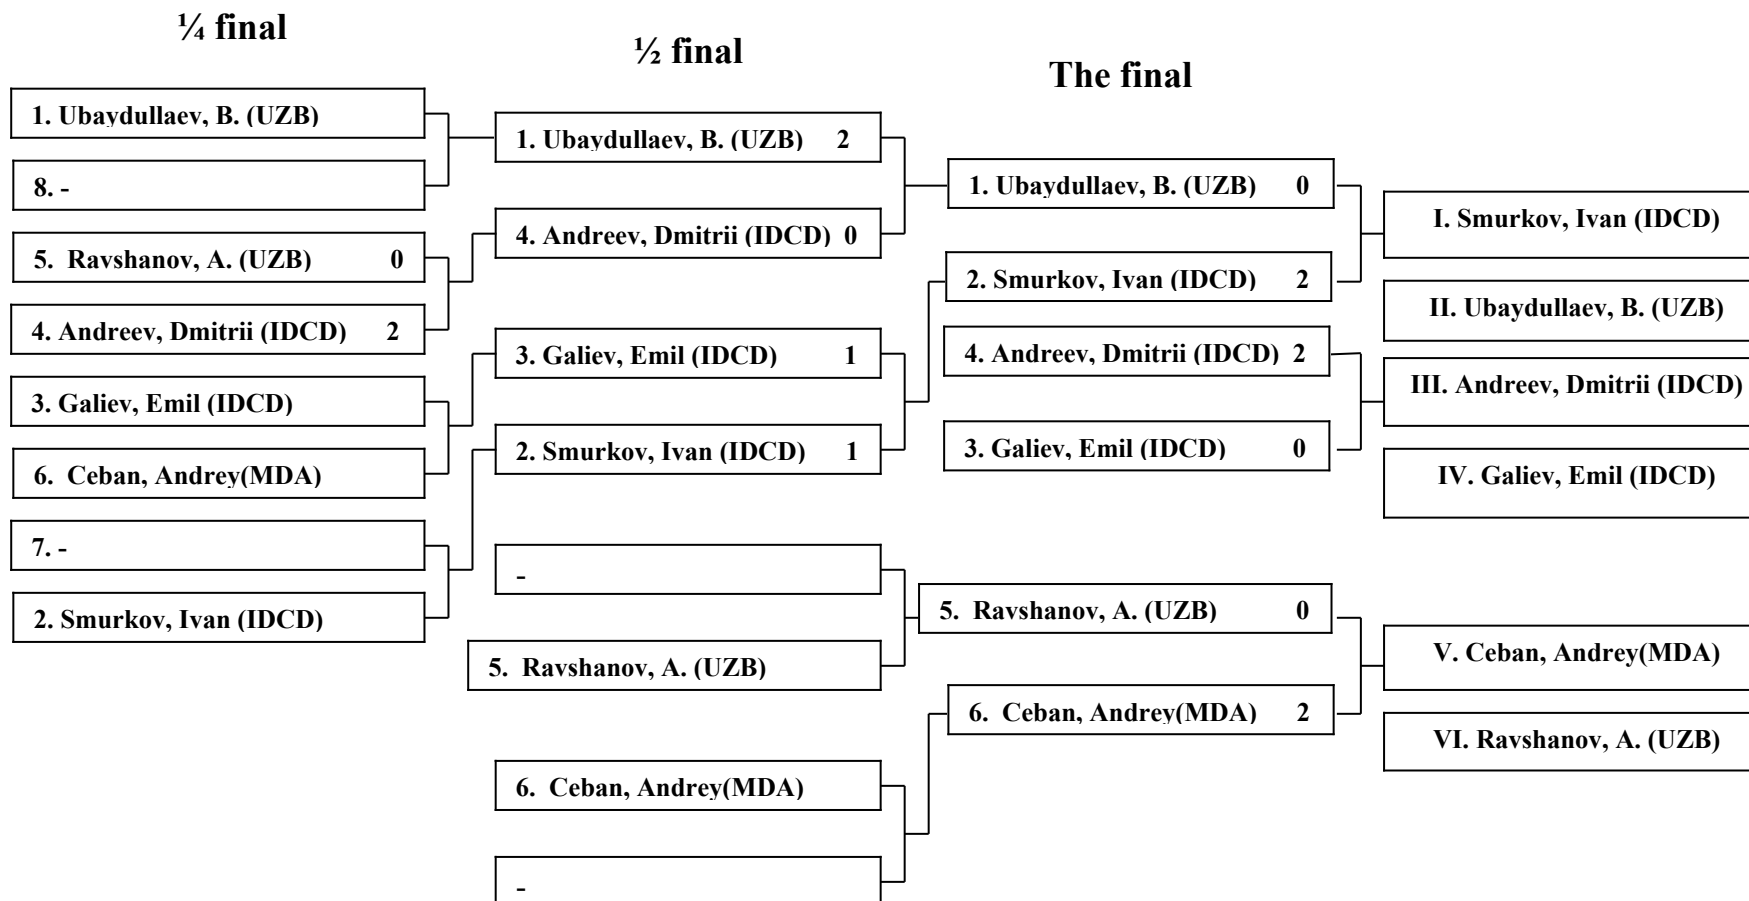 ¼ final
1. Ubaydullaev, B. (UZB)
8. -
5. Ravshanov, A. (UZB) 0
4. Andreev, Dmitrii (IDCD) 2
3. Galiev, Emil (IDCD)
6. Ceban, Andrey(MDA)
7. -
2. Smurkov, Ivan (IDCD)
½ final
1. Ubaydullaev, B. (UZB) 2
4. Andreev, Dmitrii (IDCD) 0
3. Galiev, Emil (IDCD) 1
2. Smurkov, Ivan (IDCD) 1
-
5. Ravshanov, A. (UZB)
6. Ceban, Andrey(MDA)
-
The final
1. Ubaydullaev, B. (UZB) 0
2. Smurkov, Ivan (IDCD) 2
4. Andreev, Dmitrii (IDCD) 2
3. Galiev, Emil (IDCD) 0
5. Ravshanov, A. (UZB) 0
6. Ceban, Andrey(MDA) 2
I. Smurkov, Ivan (IDCD)
II. Ubaydullaev, B. (UZB)
III. Andreev, Dmitrii (IDCD)
IV. Galiev, Emil (IDCD)
V. Ceban, Andrey(MDA)
VI. Ravshanov, A. (UZB)